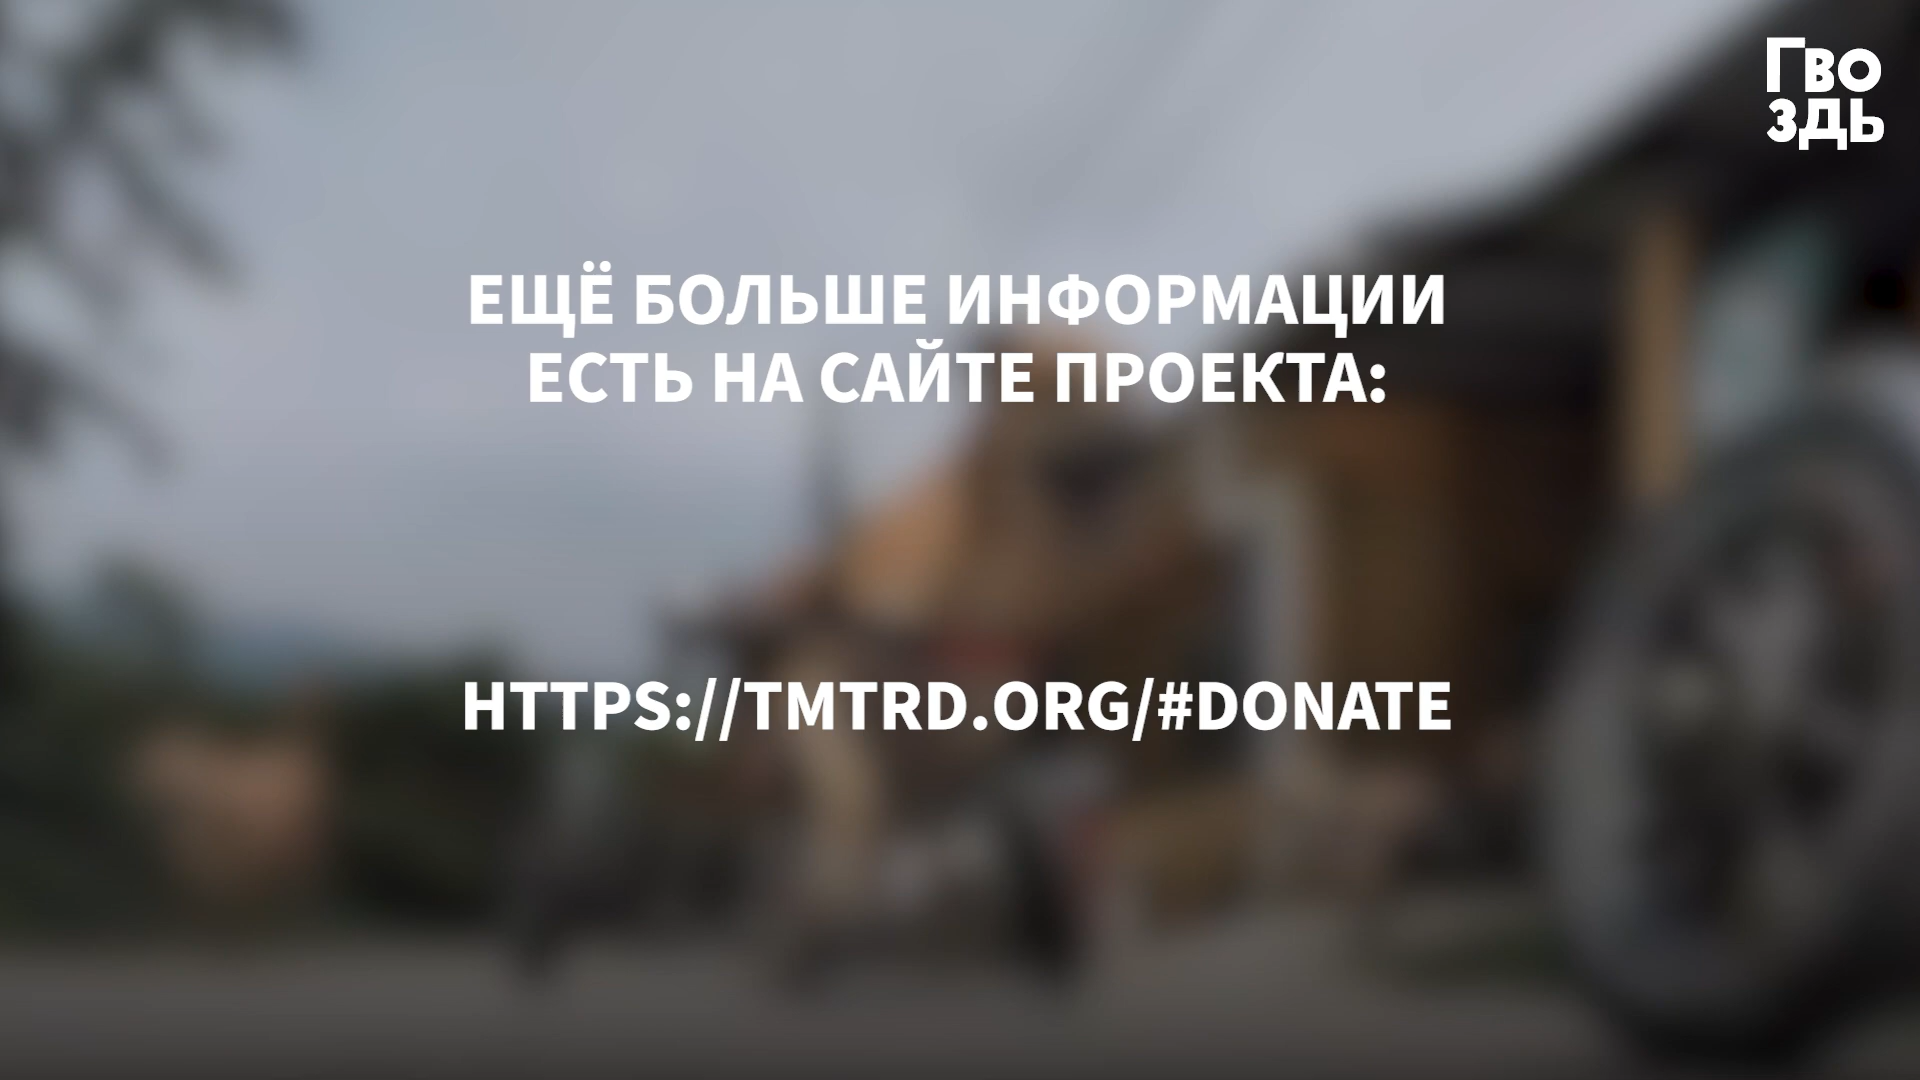 Гво
здь
ЕЩЁ БОЛЬШЕ ИНФОРМАЦИИ
ЕСТЬ НА САЙТЕ ПРОЕКТА:
HTTPS://TMTRD.ORG/#DONATE